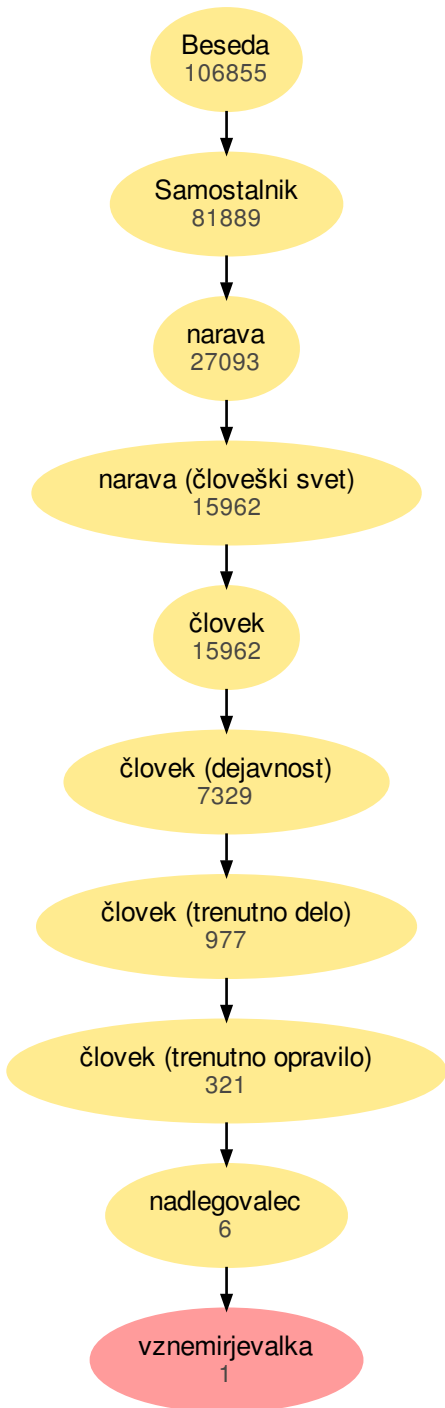 Beseda
106855
Samostalnik
81889
narava
27093
narava (človeški svet)
15962
človek
15962
človek (dejavnost)
7329
človek (trenutno delo)
977
človek (trenutno opravilo)
321
nadlegovalec
6
vznemirjevalka
1